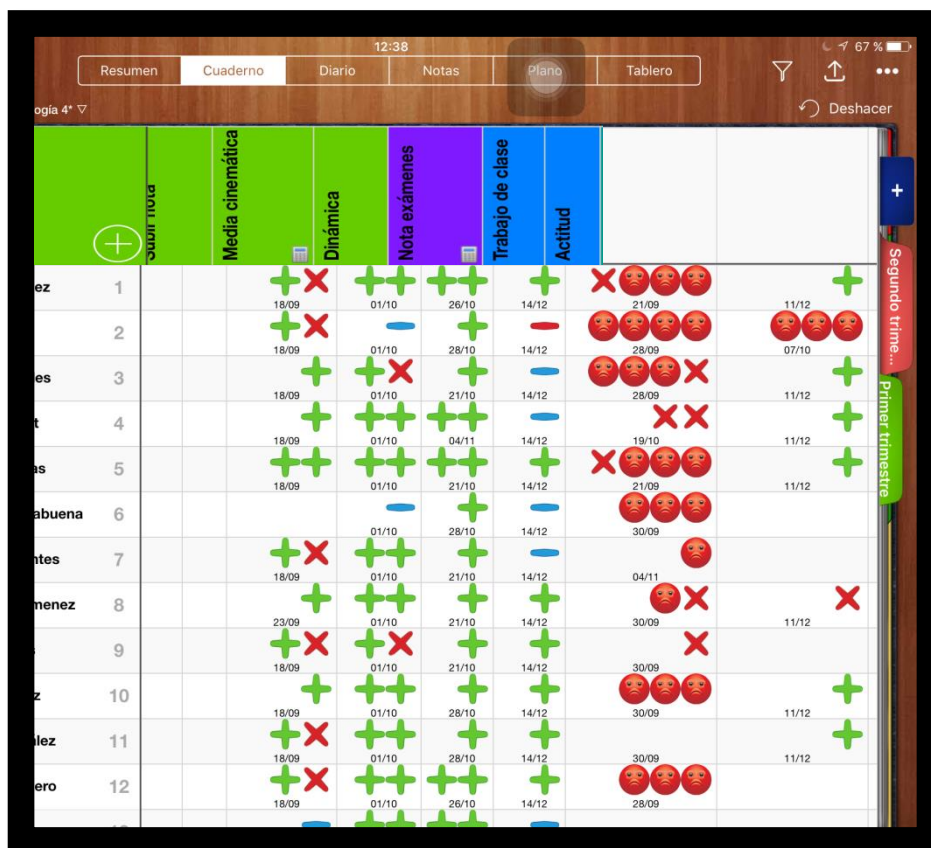 12:38
67 %
Resumen Cuaderno Diario Notas Plano Tablero
ogía 4*
Deshacer
Subir nota
Media cinemática
Dinámica
Nota exámenes
Trabajo de clase
Actitud
+
Segundo trime...
Primer trimestre
ez 1
18/09 01/10 26/10 14/12 21/09 11/12
2
18/09 01/10 28/10 14/12 28/09 07/10
es 3
18/09 01/10 21/10 14/12 28/09 11/12
t 4
18/09 01/10 04/11 14/12 19/10 11/12
as 5
18/09 01/10 21/10 14/12 21/09 11/12
abuena 6
01/10 28/10 14/12 30/09
ntes 7
18/09 01/10 21/10 14/12 04/11
menez 8
23/09 01/10 21/10 14/12 30/09 11/12
9
18/09 01/10 21/10 14/12 30/09
z 10
18/09 01/10 28/10 14/12 30/09 11/12
lez 11
18/09 01/10 28/10 14/12 30/09 11/12
ero 12
18/09 01/10 26/10 14/12 28/09